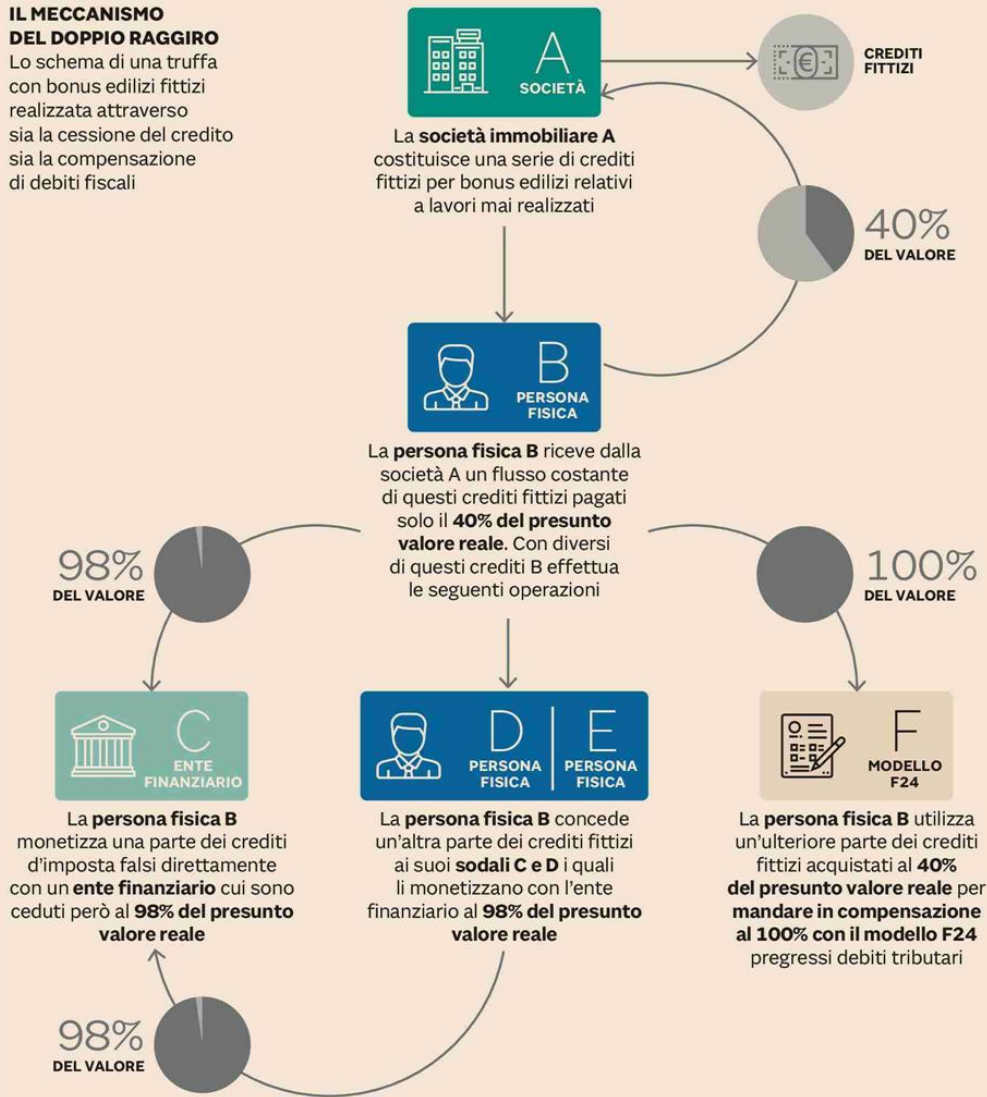 IL MECCANISMO
DEL DOPPIO RAGGIRO
Lo schema di una truffa
con bonus edilizi fittizi
realizzata attraverso
sia la cessione del credito
sia la compensazione
di debiti fiscali
A
SOCIETÀ
€
CREDITI
FITTIZI
La società immobiliare A
costituisce una serie di crediti
fittizi per bonus edilizi relativi
a lavori mai realizzati
40%
DEL VALORE
B
PERSONA
FISICA
La persona fisica B riceve dalla
società A un flusso costante
di questi crediti fittizi pagati
solo il 40% del presunto
valore reale. Con diversi
di questi crediti B effettua
le seguenti operazioni
98%
DEL VALORE
100%
DEL VALORE
C
ENTE
FINANZIARIO
La persona fisica B
monetizza una parte dei crediti
d'imposta falsi direttamente
con un ente finanziario cui sono
ceduti però al 98% del presunto
valore reale
D
PERSONA
FISICA
E
PERSONA
FISICA
La persona fisica B concede
un'altra parte dei crediti fittizi
ai suoi sodali C e D i quali
li monetizzano con l'ente
finanziario al 98% del presunto
valore reale
F
MODELLO
F24
La persona fisica B utilizza
un'ulteriore parte dei crediti
fittizi acquistati al 40%
del presunto valore reale per
mandare in compensazione
al 100% con il modello F24
pregressi debiti tributari
98%
DEL VALORE